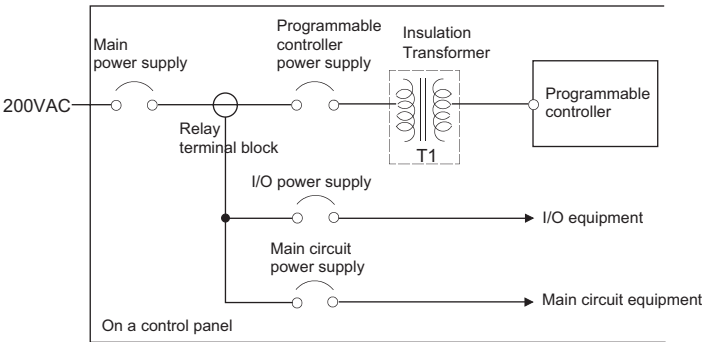 Main
power supply
Programmable
controller
power supply
Insulation
Transformer
200VAC
Programmable
controller
Relay
terminal block
T1
I/O power supply
I/O equipment
Main circuit
power supply
Main circuit equipment
On a control panel